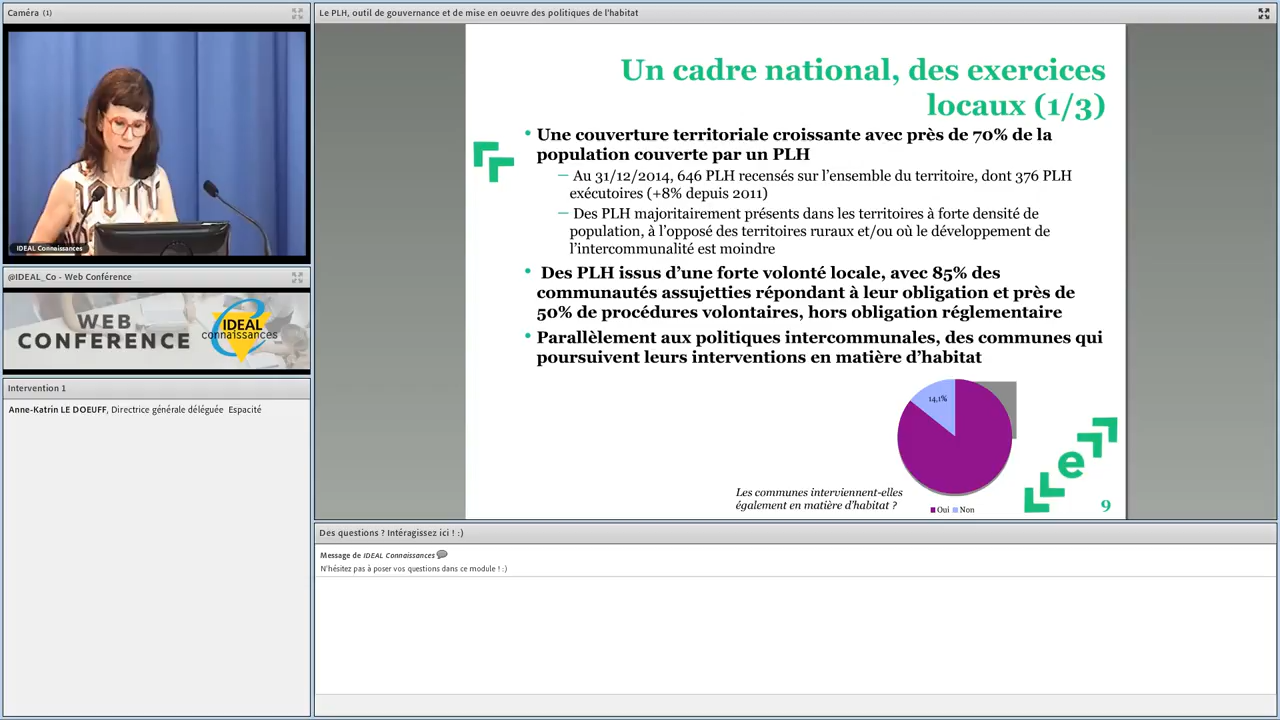 Caméra (1)
IDEAL Connaissances
@IDEAL_Co - Web Conférence
WEB
CONFERENCE
IDEAL
connaissances
Intervention 1
Anne-Katrin LE DOEUFF, Directrice générale déléguée Espacité
Le PLH, outil de gouvernance et de mise en oeuvre des politiques de l'habitat
Un cadre national, des exercices
locaux (1/3)
• Une couverture territoriale croissante avec près de 70% de la
population couverte par un PLH
– Au 31/12/2014, 646 PLH recensés sur l’ensemble du territoire, dont 376 PLH
exécutoires (+8% depuis 2011)
– Des PLH majoritairement présents dans les territoires à forte densité de
population, à l’opposé des territoires ruraux et/ou où le développement de
l’intercommunalité est moindre
• Des PLH issus d’une forte volonté locale, avec 85% des
communautés assujetties répondant à leur obligation et près de
50% de procédures volontaires, hors obligation réglementaire
• Parallèlement aux politiques intercommunales, des communes qui
poursuivent leurs interventions en matière d’habitat
14,1%
Les communes interviennent-elles
également en matière d’habitat ?
Oui Non
e
9
Des questions ? Intéragissez ici ! :)
Message de IDEAL Connaissances
N'hésitez pas à poser vos questions dans ce module ! :)